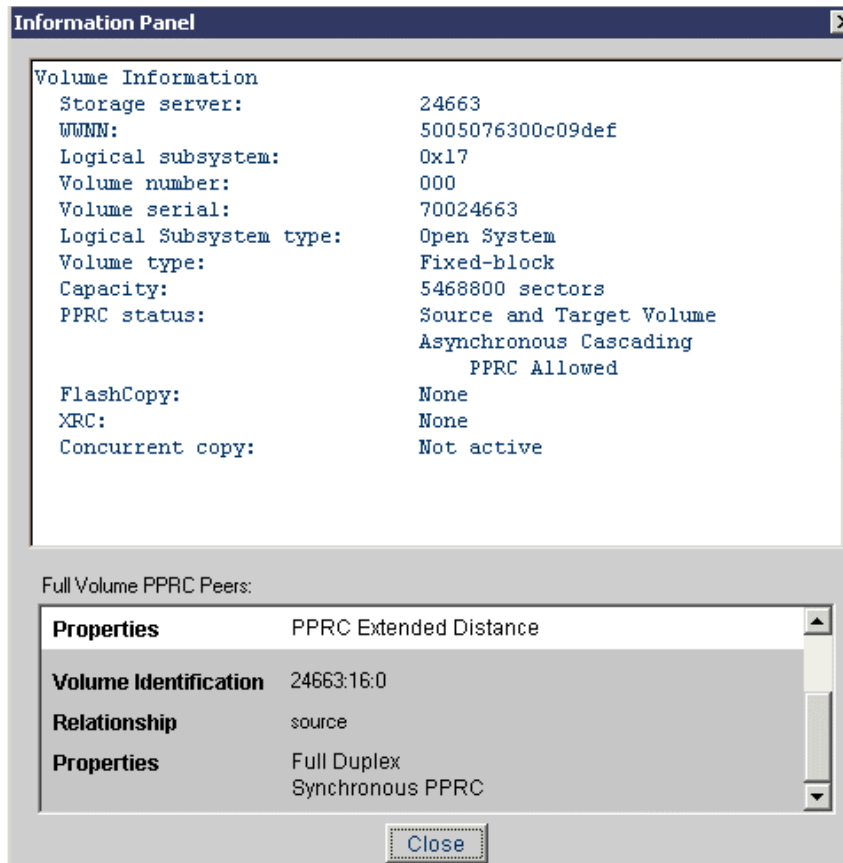 Information Panel
Volume Information
Storage server: 24663
WWNN: 5005076300c09def
Logical subsystem: 0x17
Volume number: 000
Volume serial: 70024663
Logical Subsystem type: Open System
Volume type: Fixed-block
Capacity: 5468800 sectors
PPRC status: Source and Target Volume
Asynchronous Cascading
PPRC Allowed
FlashCopy: None
XRC: None
Concurrent copy: Not active
Full Volume PPRC Peers:
Properties PPRC Extended Distance
Volume Identification 24663:16:0
Relationship source
Properties Full Duplex
Synchronous PPRC
Close